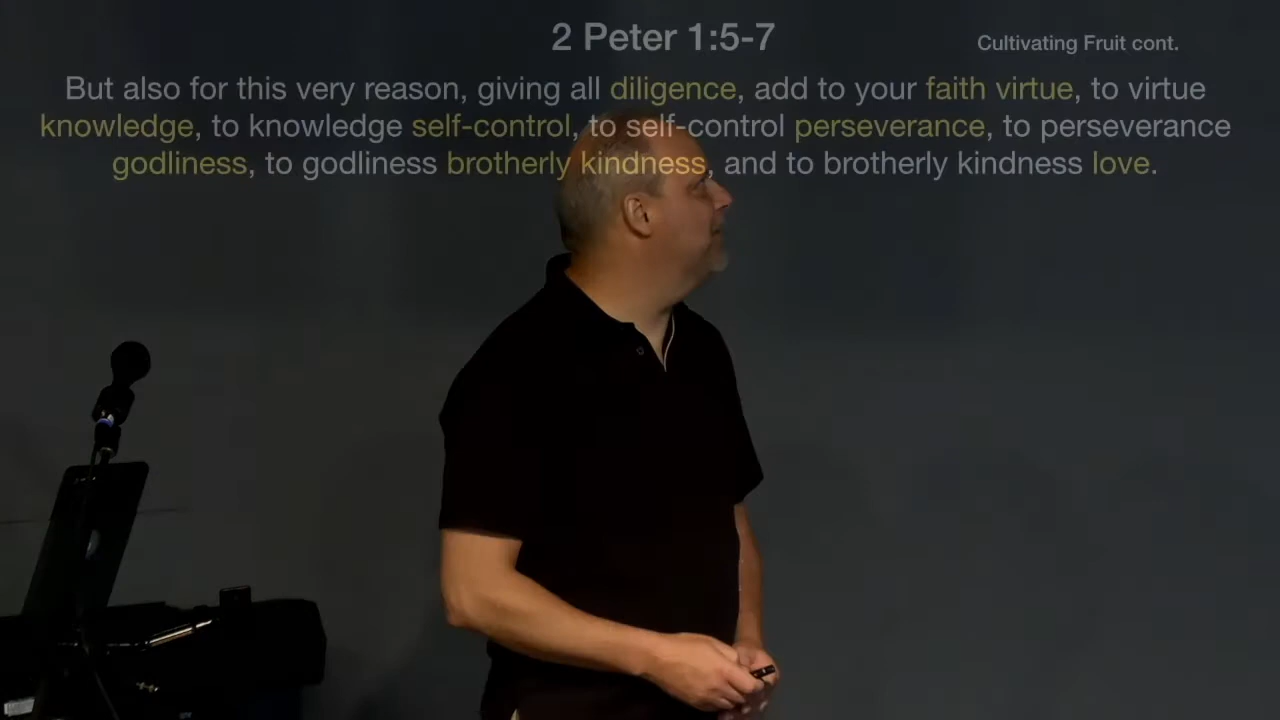 2 Peter 1:5-7
Cultivating Fruit cont.
But also for this very reason, giving all diligence, add to your faith virtue, to virtue
knowledge, to knowledge self-control, to self-control perseverance, to perseverance
godliness, to godliness brotherly kindness, and to brotherly kindness love.